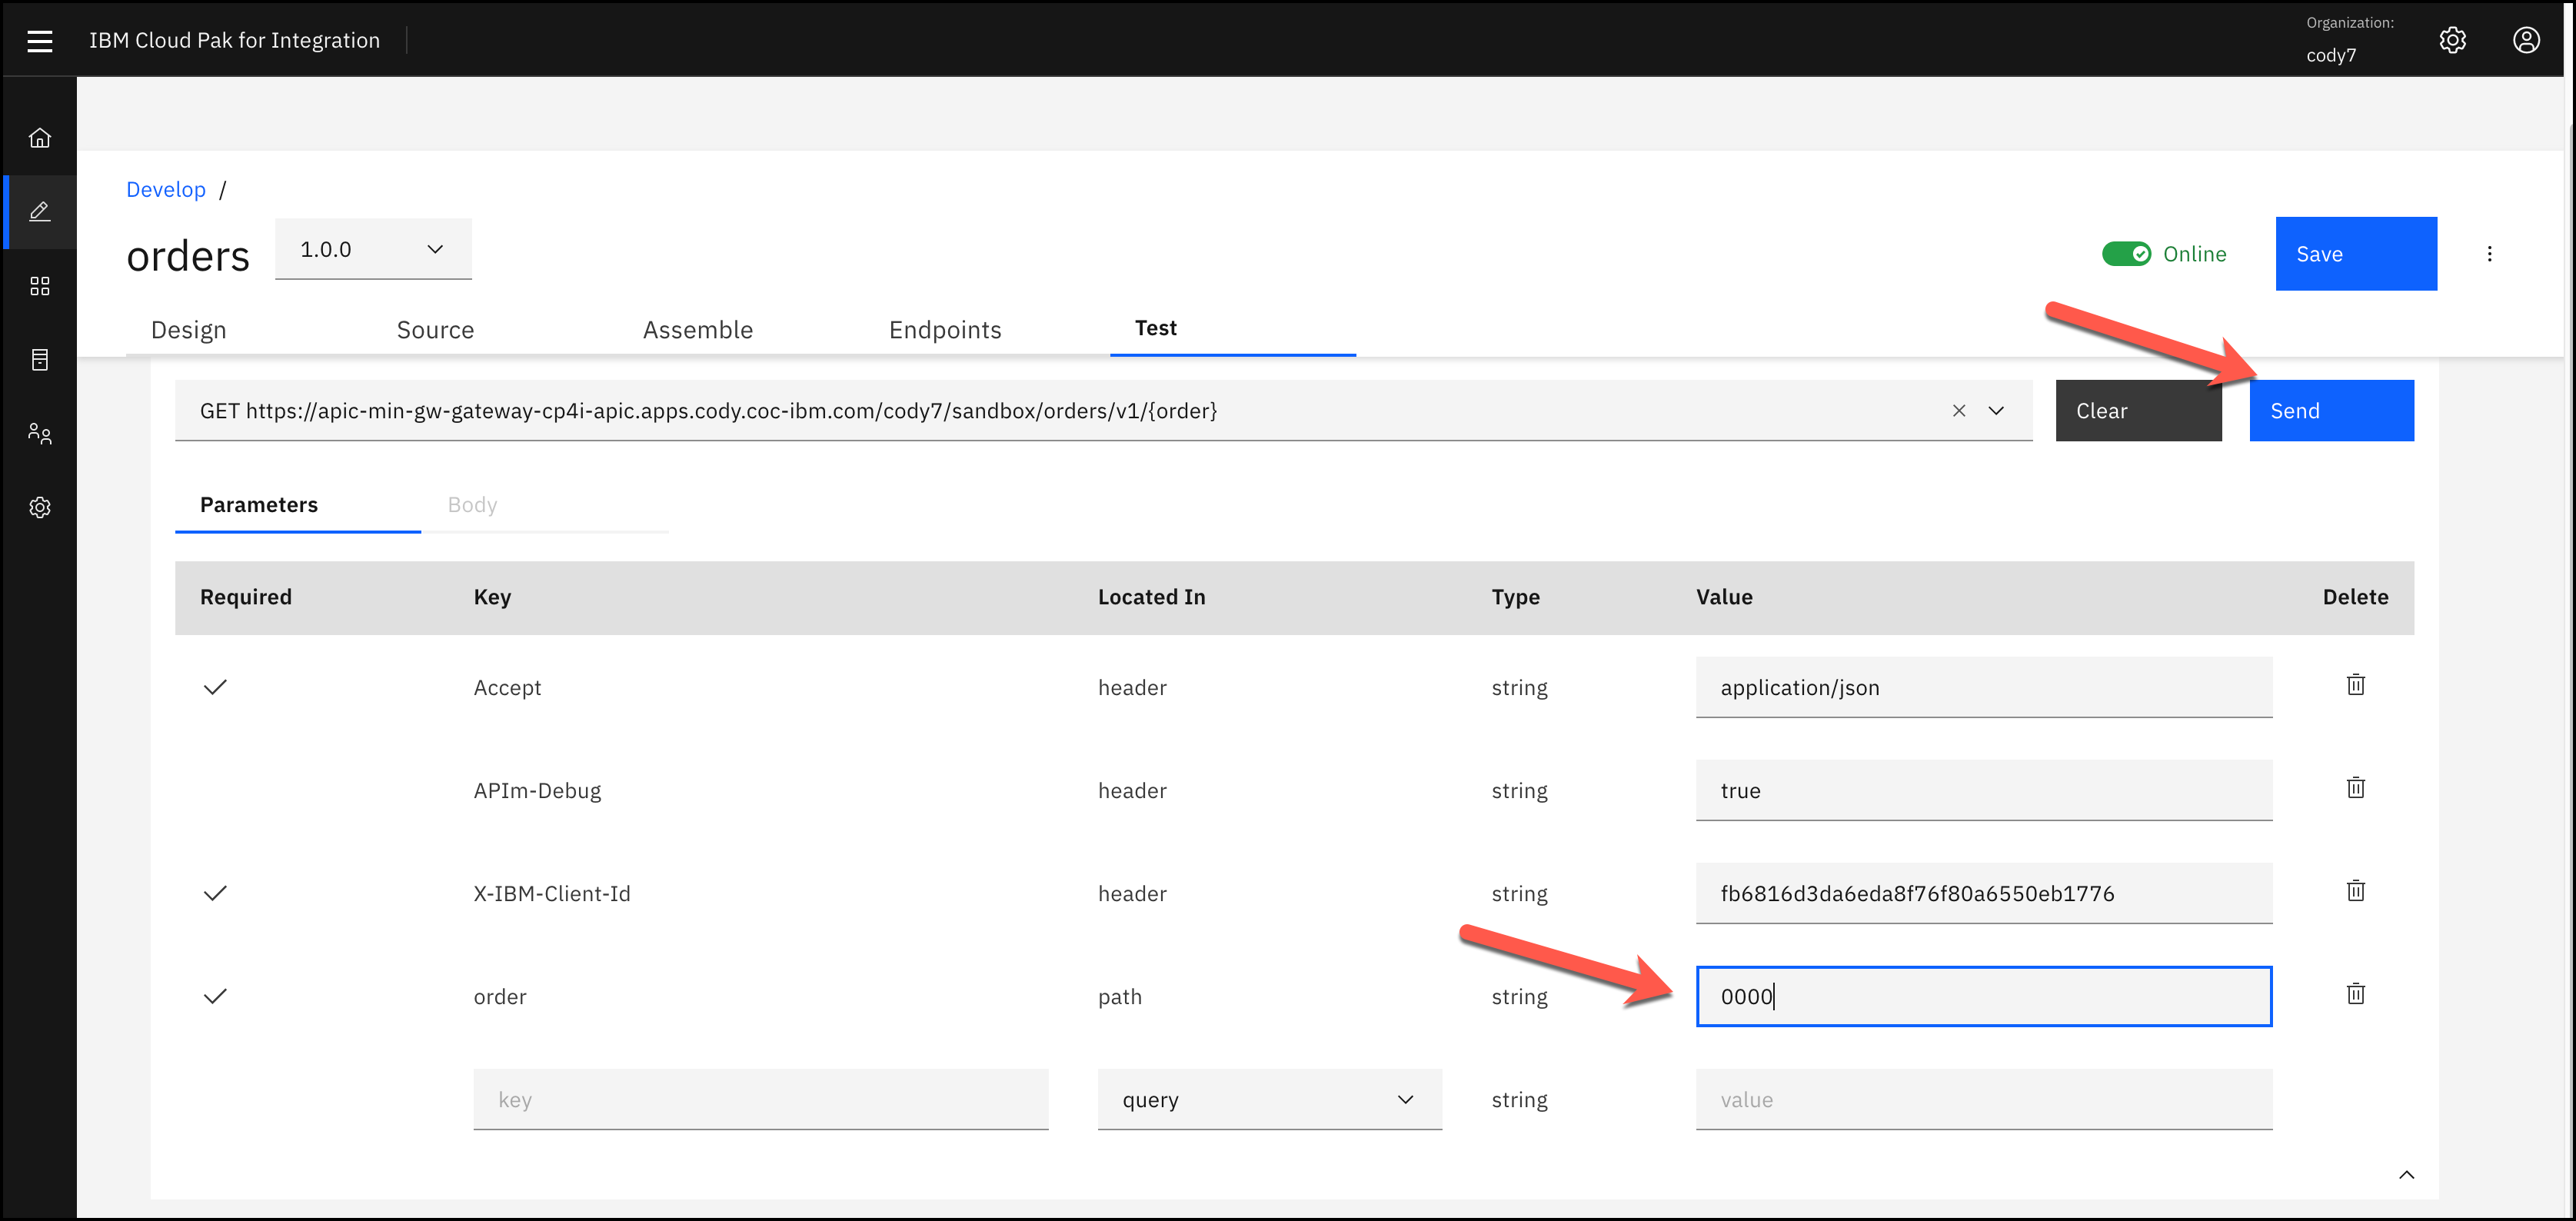 IBM Cloud Pak for Integration
Organization:
cody7
Develop /
orders
1.0.0
Online
Save
Design Source Assemble Endpoints Test
GET https://apic-min-gw-gateway-cp4i-apic.apps.cody.coc-ibm.com/cody7/sandbox/orders/v1/{order}
Clear
Send
Parameters Body
Required Key Located In Type Value Delete
Accept header string application/json
APIm-Debug header string true
X-IBM-Client-Id header string fb6816d3da6eda8f76f80a6550eb1776
order path string 0000
key query string value